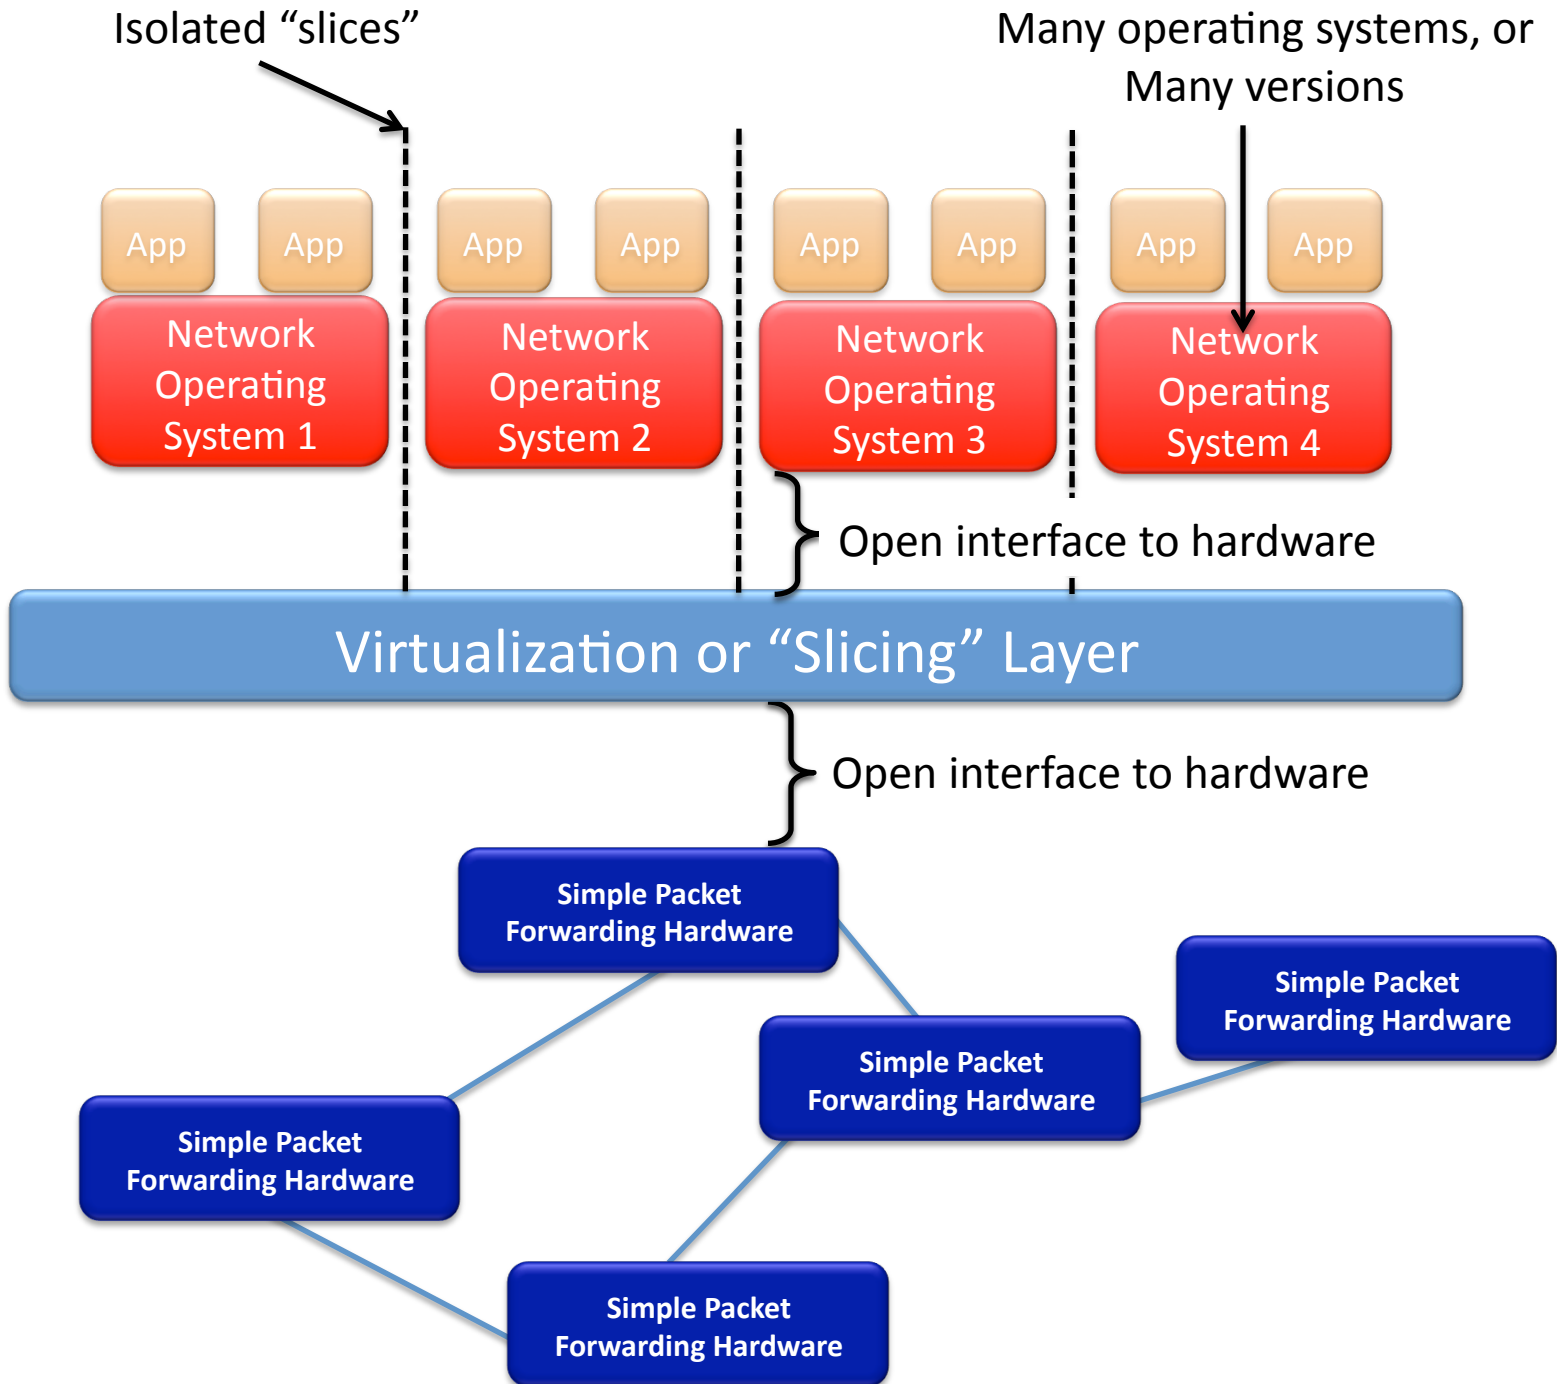 Isolated “slices”
Many operating systems, or
Many versions
App
App
App
App
App
App
App
App
Network
Operating
System 1
Network
Operating
System 2
Network
Operating
System 3
Network
Operating
System 4
Open interface to hardware
Virtualization or “Slicing” Layer
Open interface to hardware
Simple Packet
Forwarding Hardware
Simple Packet
Forwarding Hardware
Simple Packet
Forwarding Hardware
Simple Packet
Forwarding Hardware
Simple Packet
Forwarding Hardware